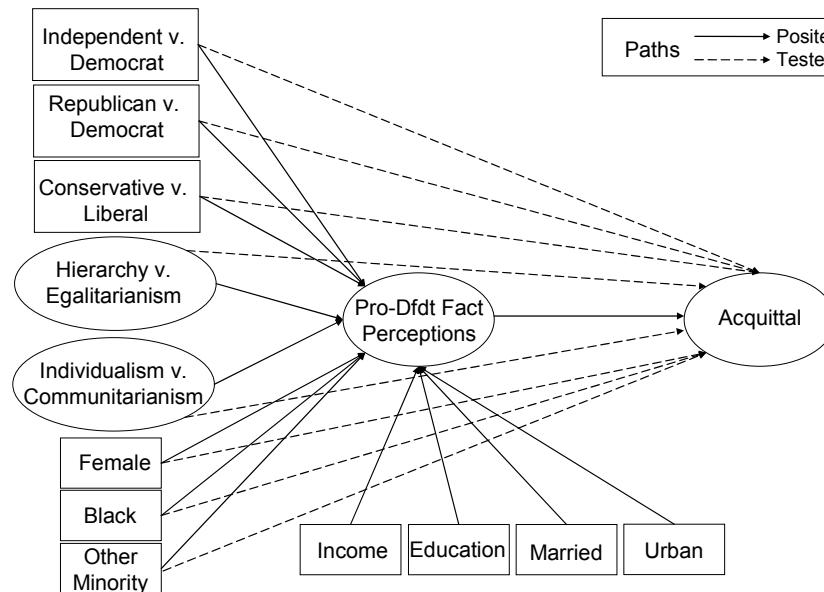 Independent v.
Democrat
Republican v.
Democrat
Conservative v.
Liberal
Hierarchy v.
Egalitarianism
Individualism v.
Communitarianism
Female
Black
Other
Minority
Pro-Dfdt Fact
Perceptions
Acquittal
Income
Education
Married
Urban
Paths
Posite
Teste